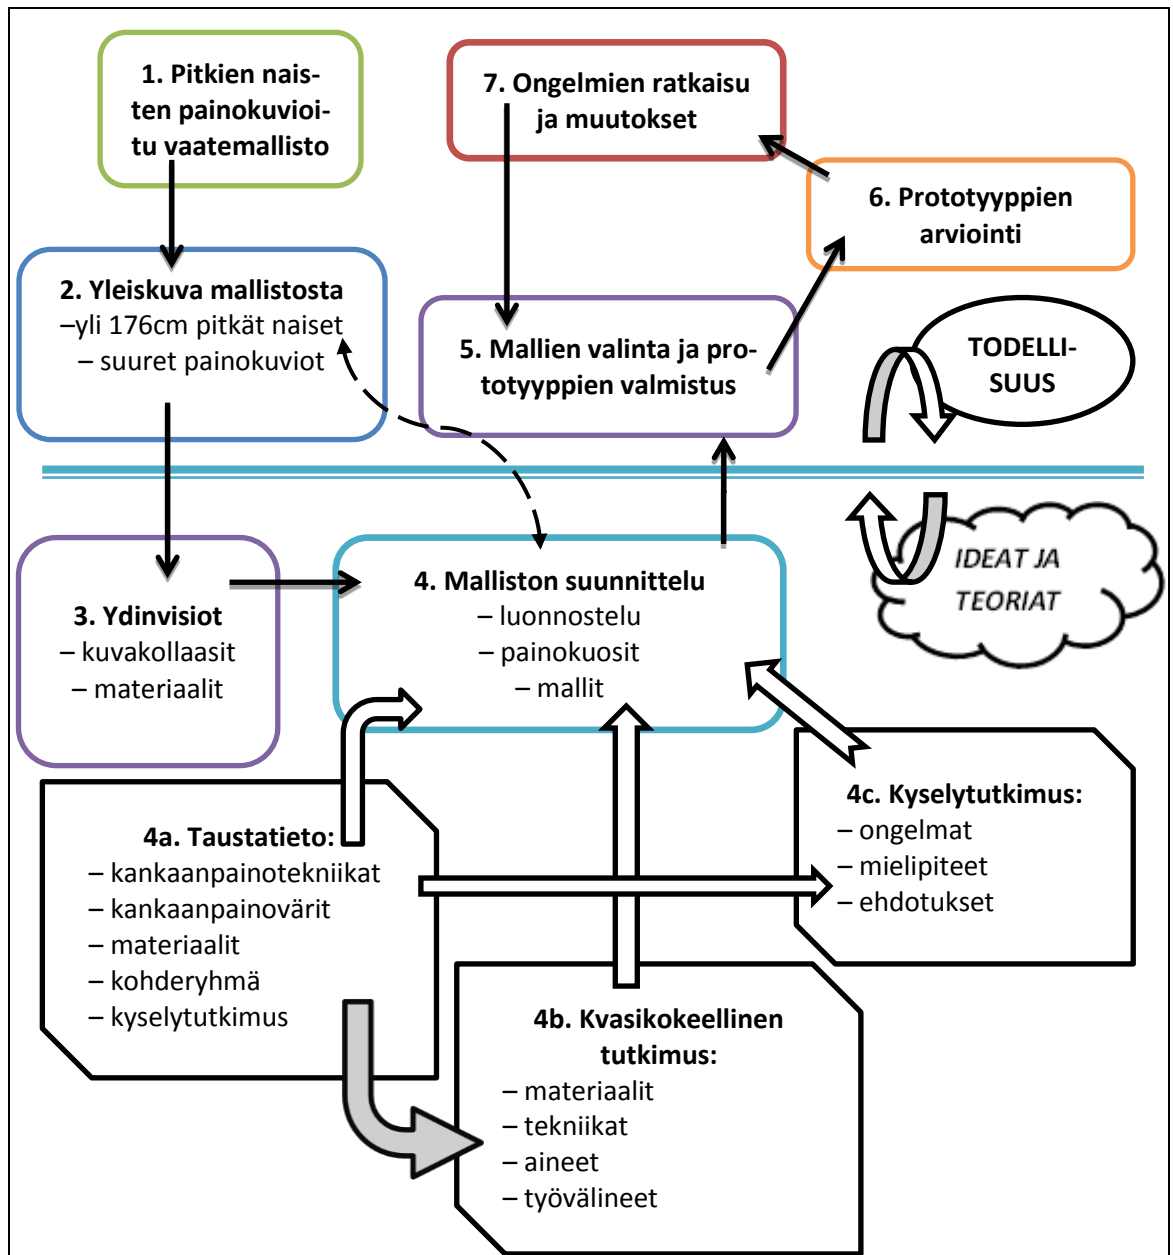 1. Pitkien nais-
ten painokuvioi-
tu vaatemallisto
7. Ongelmien ratkaisu
ja muutokset
6. Prototyyppien
arviointi
2. Yleiskuva mallistosta
–yli 176cm pitkät naiset
– suuret painokuviot
5. Mallien valinta ja pro-
totyyppien valmistus
TODELLI-
SUUS
IDEAT JA
TEORIAT
3. Ydinvisiot
– kuvakollaasit
– materiaalit
4. Malliston suunnittelu
– luonnostelu
– painokuosit
– mallit
4a. Taustatieto:
– kankaanpainotekniikat
– kankaanpainovärit
– materiaalit
– kohderyhmä
– kyselytutkimus
4c. Kyselytutkimus:
– ongelmat
– mielipiteet
– ehdotukset
4b. Kvasikokeellinen
tutkimus:
– materiaalit
– tekniikat
– aineet
– työvälineet